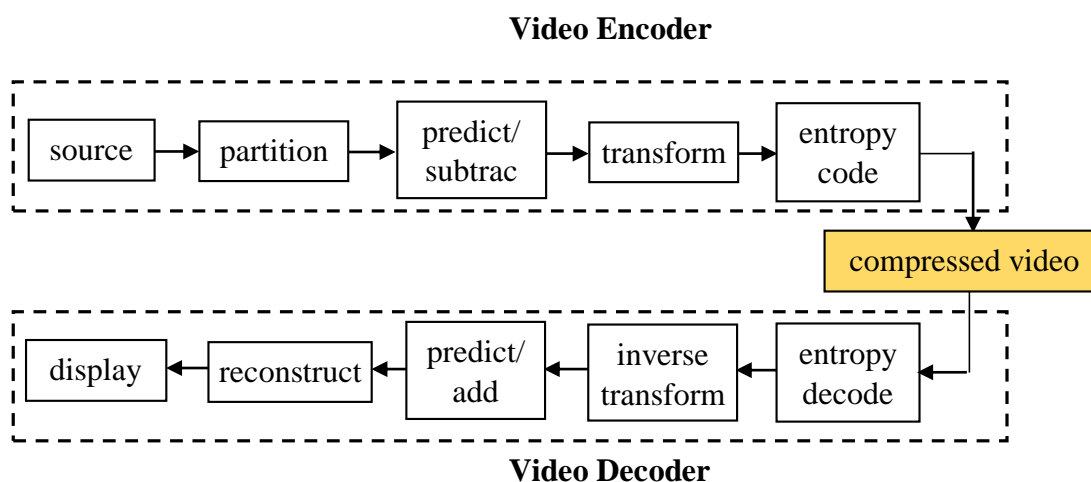 Video Encoder
source
partition
predict/
subtrac
transform
entropy
code
compressed video
entropy
decode
inverse
transform
predict/
add
reconstruct
display
Video Decoder